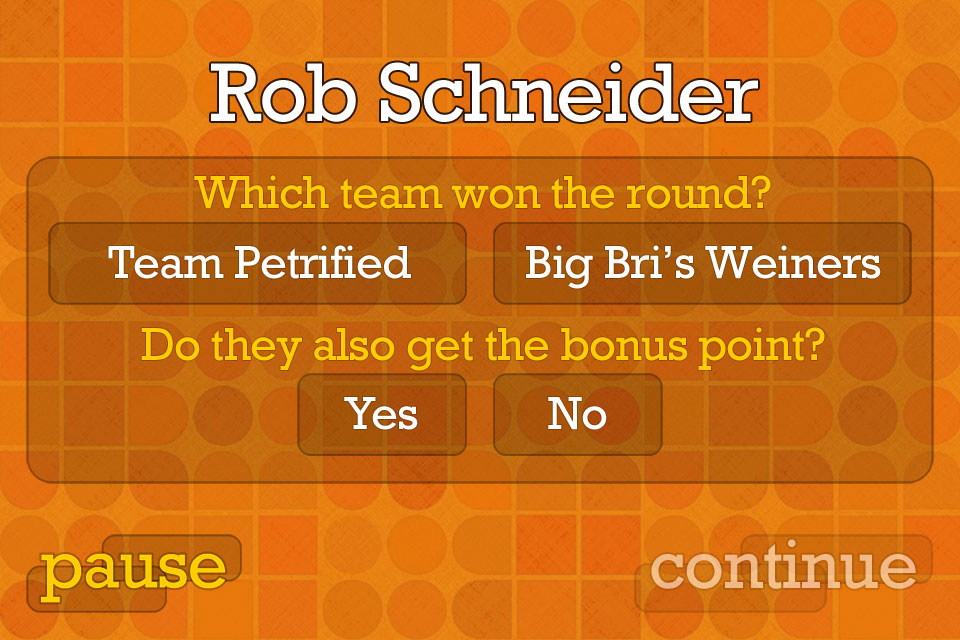 Rob Schneider
Which team won the round?
Team Petrified Big Bri's Weiners
Do they also get the bonus point?
Yes No
pause continue